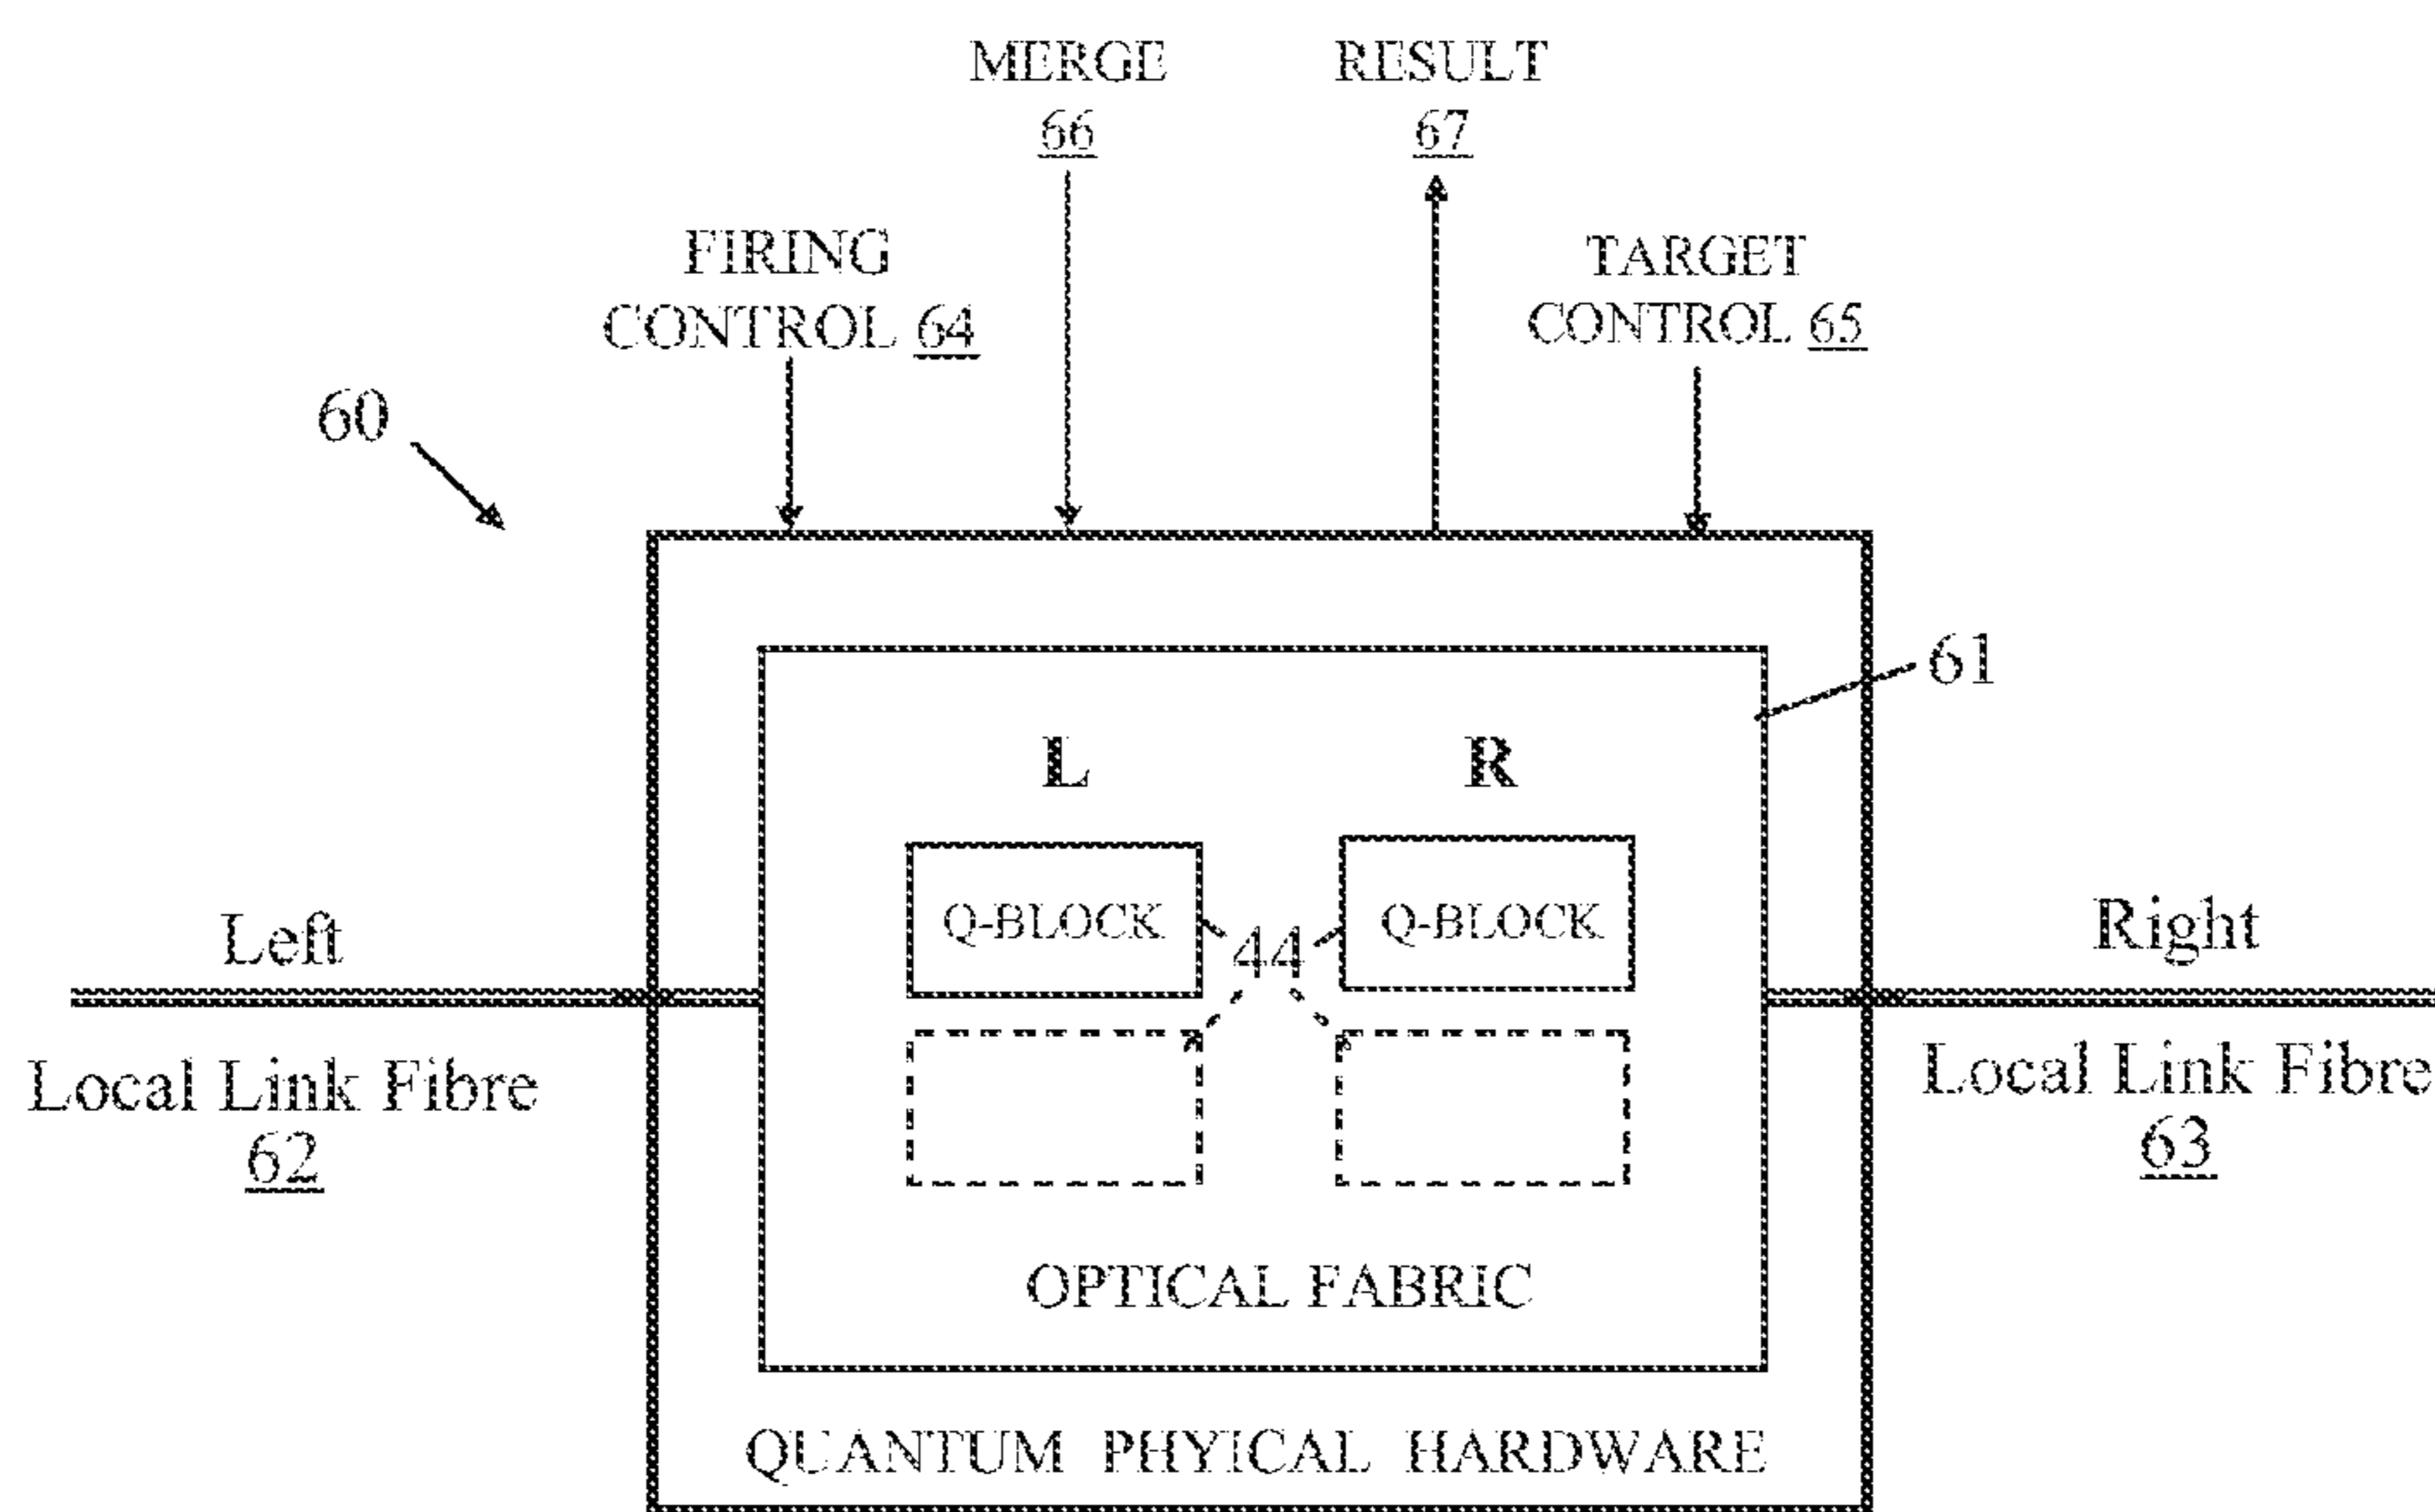 MERGE
66
RESULT
67
FIRING
CONTROL 64
TARGET
CONTROL 65
60
61
L
R
Q-BLOCK
44
Q-BLOCK
Left
Right
Local Link Fibre
62
Local Link Fibre
63
OPTICAL FABRIC
QUANTUM PHYICAL HARDWARE